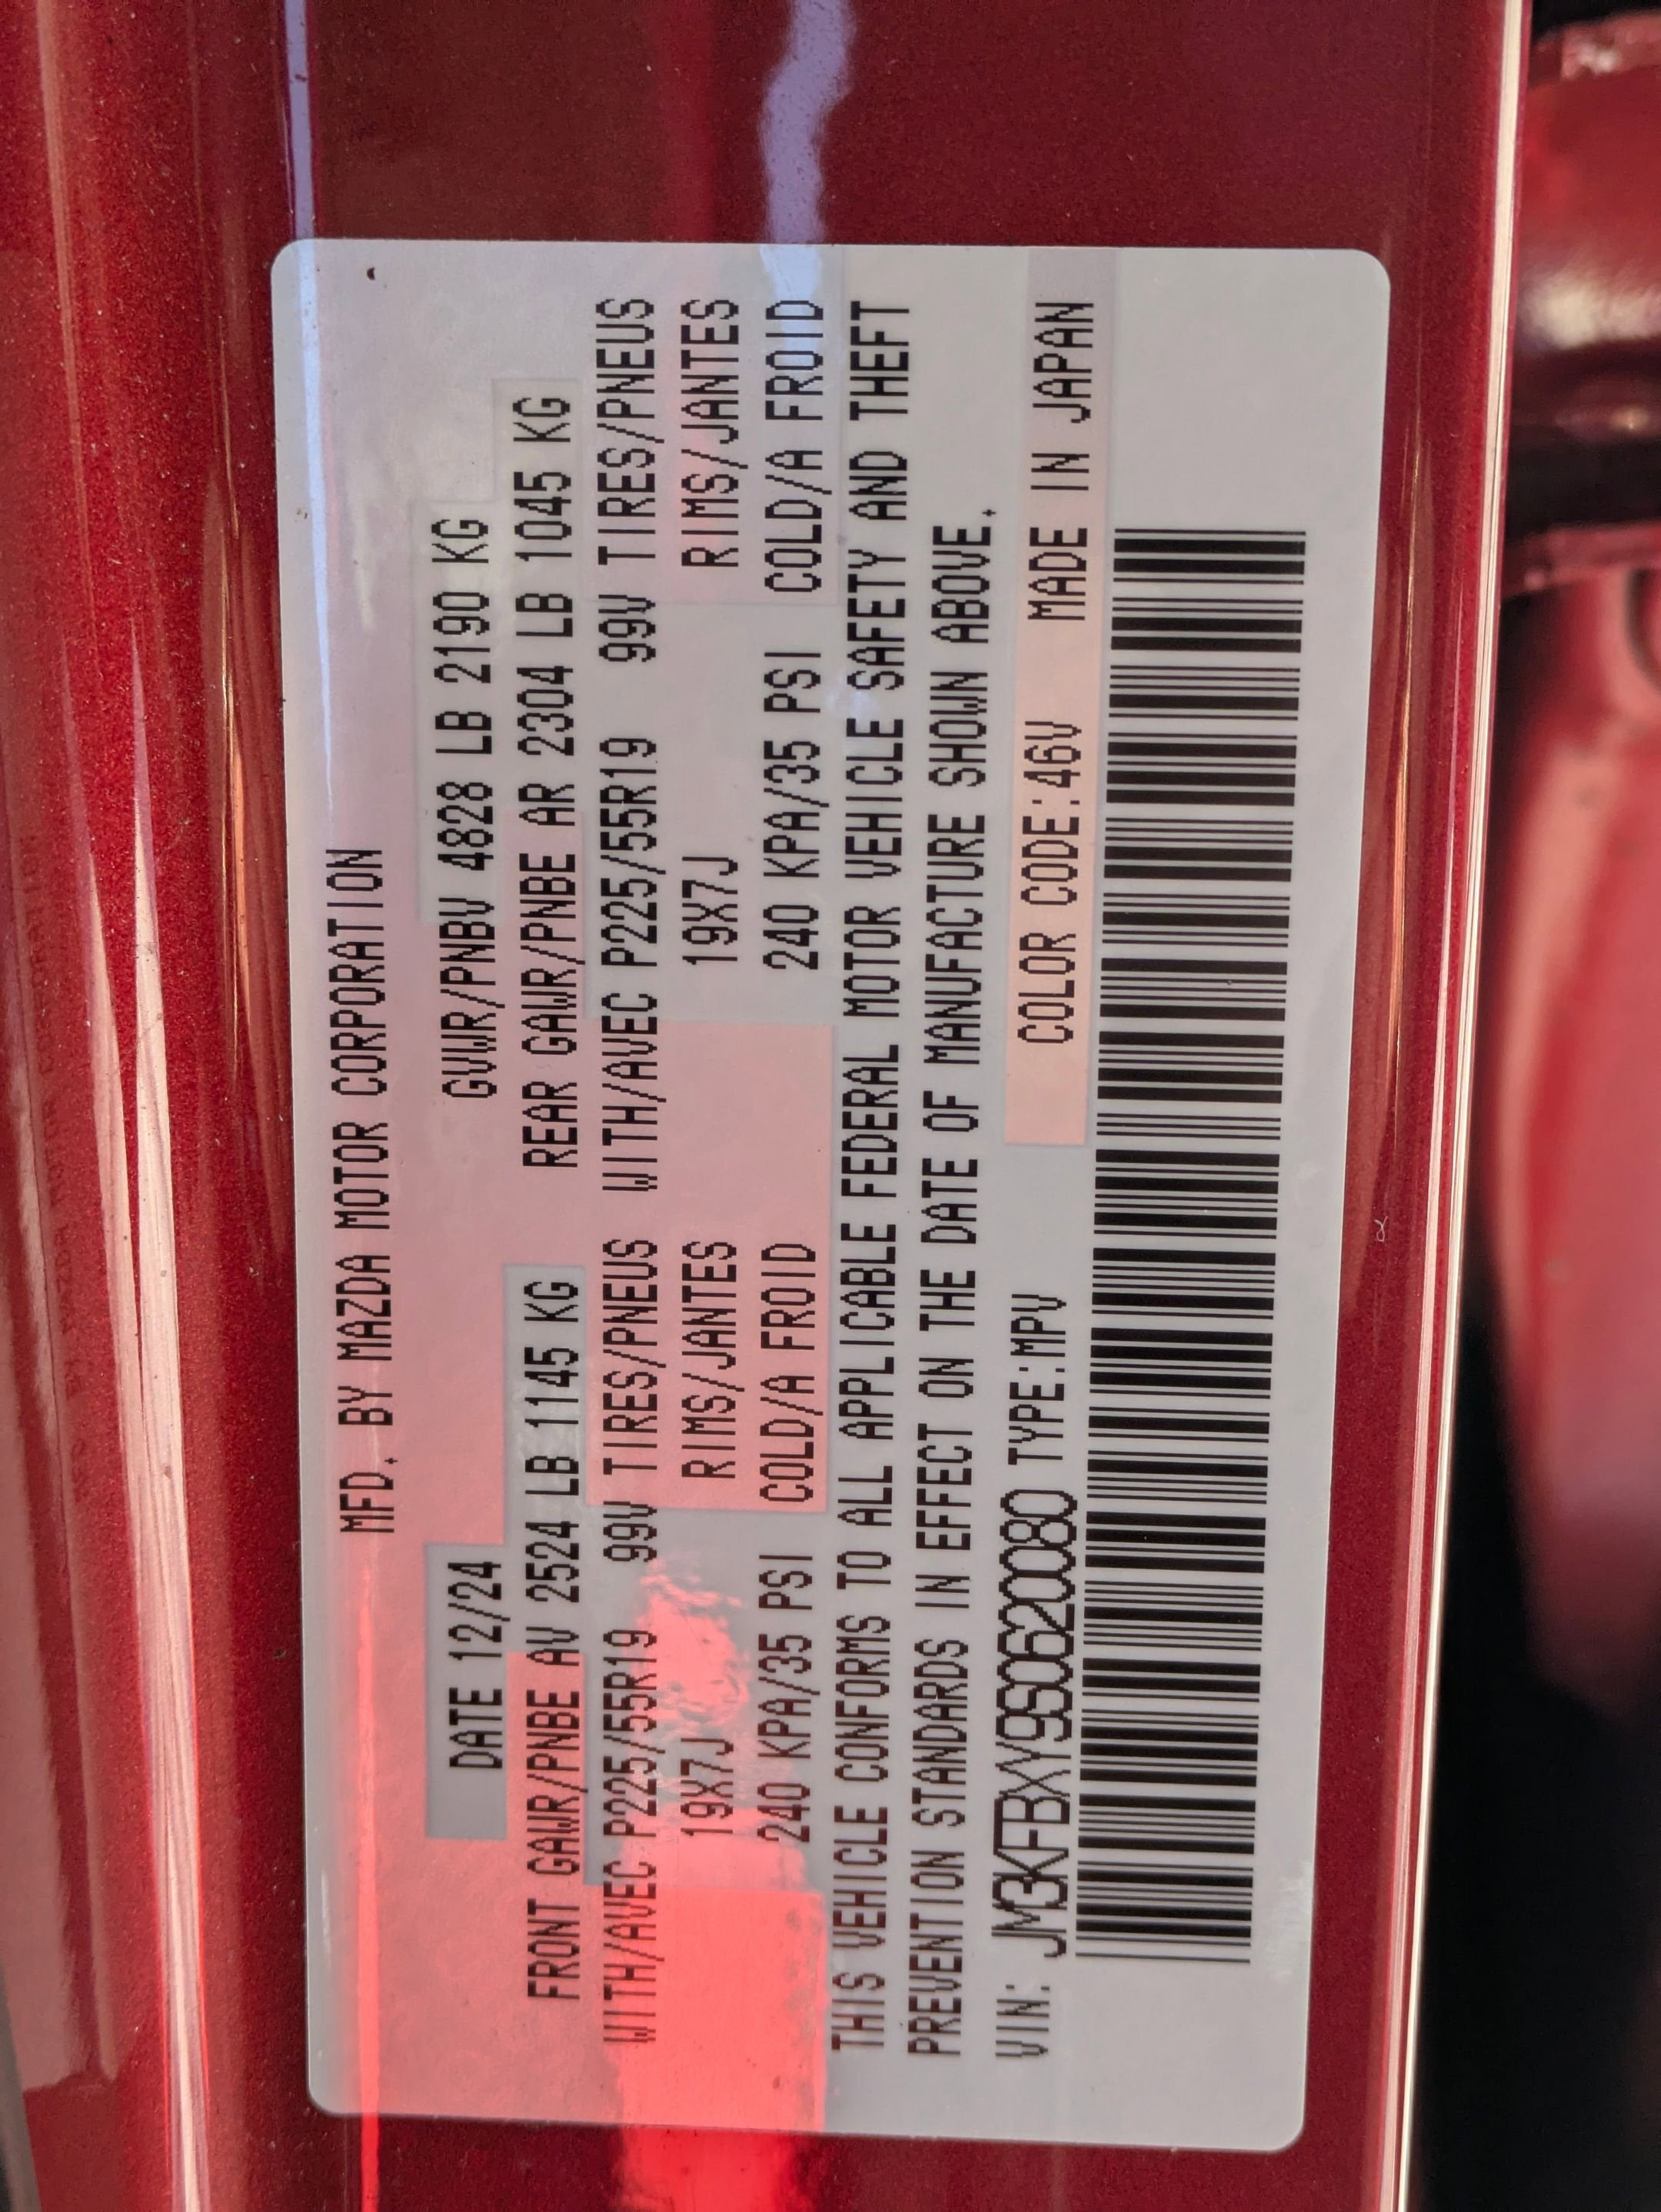 MFD. BY MAZDA MOTOR CORPORATION
DATE 12/24 GVWR/PNBV 4828 LB 2190 KG
FRONT GAWR/PNBE AV 2524 LB 1145 KG REAR GAWR/PNBE AR 2304 LB 1045 KG
WITH/AVEC P225/55R19 99V TIRES/PNEUS WITH/AVEC P225/55R19 99V TIRES/PNEUS
19X7J RIMS/JANTES 19X7J RIMS/JANTES
240 KPA/35 PSI COLD/A FROID 240 KPA/35 PSI COLD/A FROID
THIS VEHICLE CONFORMS TO ALL APPLICABLE FEDERAL MOTOR VEHICLE SAFETY AND THEFT
PREVENTION STANDARDS IN EFFECT ON THE DATE OF MANUFACTURE SHOWN ABOVE.
VIN: JM3KFBXY9S0620080 TYPE:MPV COLOR CODE:46V MADE IN JAPAN